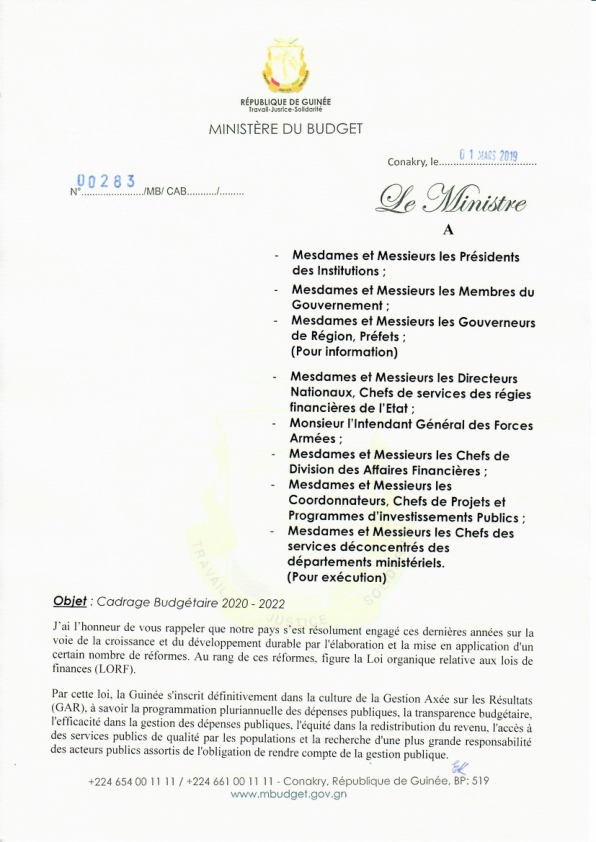 RÉPUBLIQUE DE GUINÉE
Travail-Justice-Solidarité
MINISTÈRE DU BUDGET
Conakry, le 01 MARS 2019
N° 00283 /MB/ CAB........../.........
Le Ministre
A
- Mesdames et Messieurs les Présidents
des Institutions ;
- Mesdames et Messieurs les Membres du
Gouvernement ;
- Mesdames et Messieurs les Gouverneurs
de Région, Préfets ;
(Pour information)
- Mesdames et Messieurs les Directeurs
Nationaux, Chefs de services des régies
financières de l'Etat ;
- Monsieur l'Intendant Général des Forces
Armées ;
- Mesdames et Messieurs les Chefs de
Division des Affaires Financières ;
- Mesdames et Messieurs les
Coordonnateurs, Chefs de Projets et
Programmes d'investissements Publics ;
- Mesdames et Messieurs les Chefs des
services déconcentrés des
départements ministériels.
(Pour exécution)
TRAVAIL JUSTICE
Objet : Cadrage Budgétaire 2020 - 2022
J'ai l'honneur de vous rappeler que notre pays s'est résolument engagé ces dernières années sur la
voie de la croissance et du développement durable par l'élaboration et la mise en application d'un
certain nombre de réformes. Au rang de ces réformes, figure la Loi organique relative aux lois de
finances (LORF).
Par cette loi, la Guinée s'inscrit définitivement dans la culture de la Gestion Axée sur les Résultats
(GAR), à savoir la programmation pluriannuelle des dépenses publiques, la transparence budgétaire,
l'efficacité dans la gestion des dépenses publiques, l'équité dans la redistribution du revenu, l'accès à
des services publics de qualité par les populations et la recherche d'une plus grande responsabilité
des acteurs publics assortis de l'obligation de rendre compte de la gestion publique.
+224 654 00 11 11 / +224 661 00 11 11 - Conakry, République de Guinée, BP: 519
www.mbudget.gov.gn